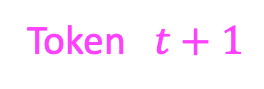 Token t + 1